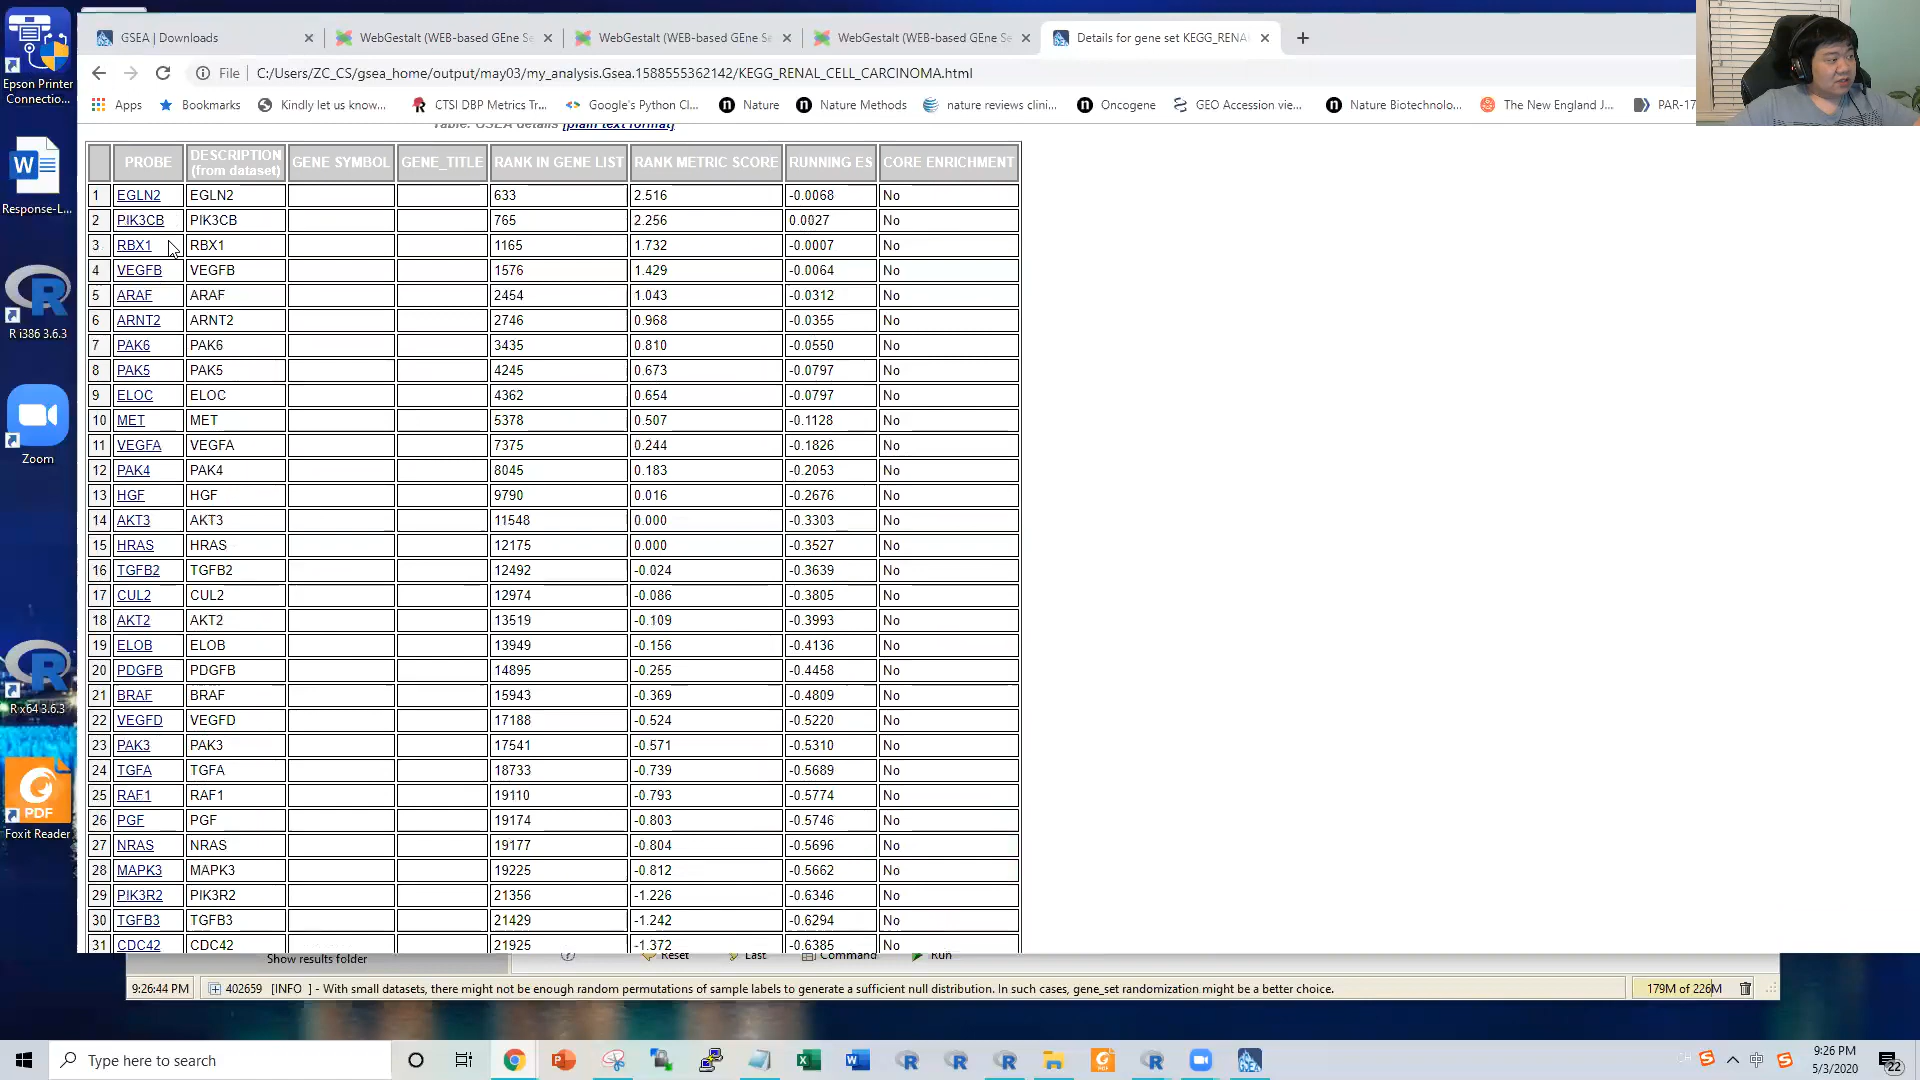 GSEA | Downloads
WebGestalt (WEB-based GEne Se
WebGestalt (WEB-based GEne Se
WebGestalt (WEB-based GEne Se
Details for gene set KEGG_RENA
File C:/Users/ZC_CS/gsea_home/output/may03/my_analysis.Gsea.1588555362142/KEGG_RENAL_CELL_CARCINOMA.html
Apps Bookmarks Kindly let us know... CTSI DBP Metrics Tr... Google's Python Cl... Nature Nature Methods nature reviews clini... Oncogene GEO Accession vie... Nature Biotechnolo... The New England J... PAR-17
Table: GSEA details [plain text format]
PROBE DESCRIPTION (from dataset) GENE SYMBOL GENE_TITLE RANK IN GENE LIST RANK METRIC SCORE RUNNING ES CORE ENRICHMENT
1 EGLN2 EGLN2 633 2.516 -0.0068 No
2 PIK3CB PIK3CB 765 2.256 0.0027 No
3 RBX1 RBX1 1165 1.732 -0.0007 No
4 VEGFB VEGFB 1576 1.429 -0.0064 No
5 ARAF ARAF 2454 1.043 -0.0312 No
6 ARNT2 ARNT2 2746 0.968 -0.0355 No
7 PAK6 PAK6 3435 0.810 -0.0550 No
8 PAK5 PAK5 4245 0.673 -0.0797 No
9 ELOC ELOC 4362 0.654 -0.0797 No
10 MET MET 5378 0.507 -0.1128 No
11 VEGFA VEGFA 7375 0.244 -0.1826 No
12 PAK4 PAK4 8045 0.183 -0.2053 No
13 HGF HGF 9790 0.016 -0.2676 No
14 AKT3 AKT3 11548 0.000 -0.3303 No
15 HRAS HRAS 12175 0.000 -0.3527 No
16 TGFB2 TGFB2 12492 -0.024 -0.3639 No
17 CUL2 CUL2 12974 -0.086 -0.3805 No
18 AKT2 AKT2 13519 -0.109 -0.3993 No
19 ELOB ELOB 13949 -0.156 -0.4136 No
20 PDGFB PDGFB 14895 -0.255 -0.4458 No
21 BRAF BRAF 15943 -0.369 -0.4809 No
22 VEGFD VEGFD 17188 -0.524 -0.5220 No
23 PAK3 PAK3 17541 -0.571 -0.5310 No
24 TGFA TGFA 18733 -0.739 -0.5689 No
25 RAF1 RAF1 19110 -0.793 -0.5774 No
26 PGF PGF 19174 -0.803 -0.5746 No
27 NRAS NRAS 19177 -0.804 -0.5696 No
28 MAPK3 MAPK3 19225 -0.812 -0.5662 No
29 PIK3R2 PIK3R2 21356 -1.226 -0.6346 No
30 TGFB3 TGFB3 21429 -1.242 -0.6294 No
31 CDC42 CDC42 21925 -1.372 -0.6385 No
Epson Printer
Connectio...
Response-L...
R i386 3.6.3
Zoom
R x64 3.6.3
PDF
Foxit Reader
Show results folder Reset Last Command Run
9:26:44 PM 402659 [INFO ] - With small datasets, there might not be enough random permutations of sample labels to generate a sufficient null distribution. In such cases, gene_set randomization might be a better choice. 179M of 226M
Type here to search
中
9:26 PM
5/3/2020
22